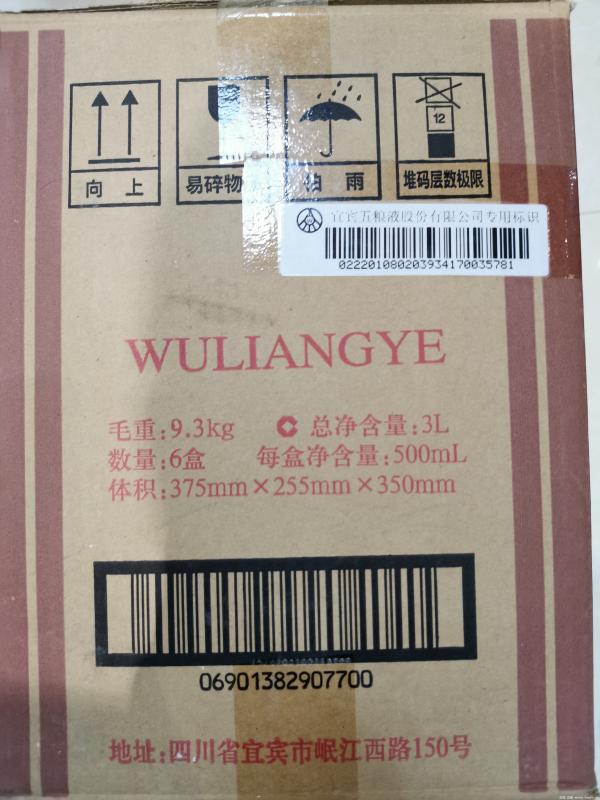 12
向上
易碎物
怕雨
堆码层数极限
宜宾五粮液股份有限公司专用标识
0222010802039341​70035781
WULIANGYE
毛重:9.3kg 总净含量:3L
数量:6盒 每盒净含量:500mL
体积:375mm×255mm×350mm
06901382907700
地址:四川省宜宾市岷江西路150号